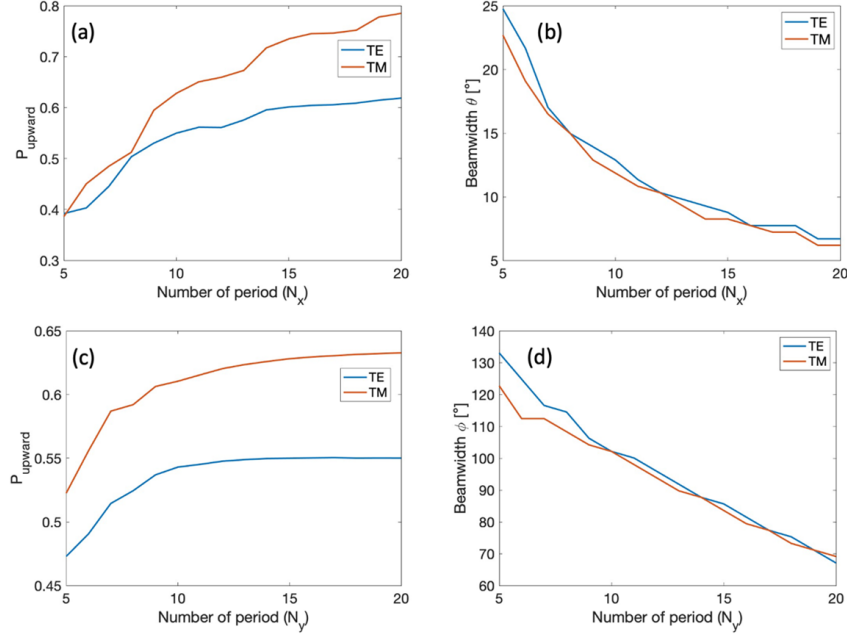 (a)
TE
TM
0.8
0.7
0.6
0.5
0.4
0.3
P upward
5 10 15 20
Number of period (Nx)
(b)
TE
TM
25
20
15
10
5
Beamwidth θ [°]
5 10 15 20
Number of period (Nx)
(c)
TE
TM
0.65
0.6
0.55
0.5
0.45
P upward
5 10 15 20
Number of period (Ny)
(d)
TE
TM
140
130
120
110
100
90
80
70
60
Beamwidth ϕ [°]
5 10 15 20
Number of period (Ny)